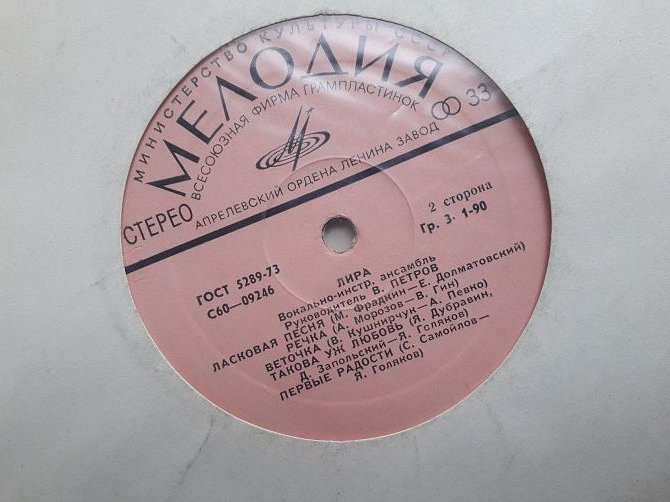 МИНИСТЕРСТВО КУЛЬТУРЫ СССР
МЕЛОДИЯ
ВСЕСОЮЗНАЯ ФИРМА ГРАМПЛАСТИНОК
33
СТЕРЕО
АПРЕЛЕВСКИЙ ОРДЕНА ЛЕНИНА ЗАВОД
2 сторона
Гр. 3. 1-90
ГОСТ 5289-73
С60—09246
ЛИРА
Вокально-инстр. ансамбль
Руководитель В. ПЕТРОВ
ЛАСКОВАЯ ПЕСНЯ (М. Фрадкин—Е. Долматовский)
РЕЧКА (А. Морозов—В. Гин)
ВЕТОЧКА (В. Кушнирчук—А. Певко)
ТАКОВА УЖ ЛЮБОВЬ (Я. Дубравин,
Д. Запольский—Я. Голяков)
ПЕРВЫЕ РАДОСТИ (С. Самойлов—
Я. Голяков)